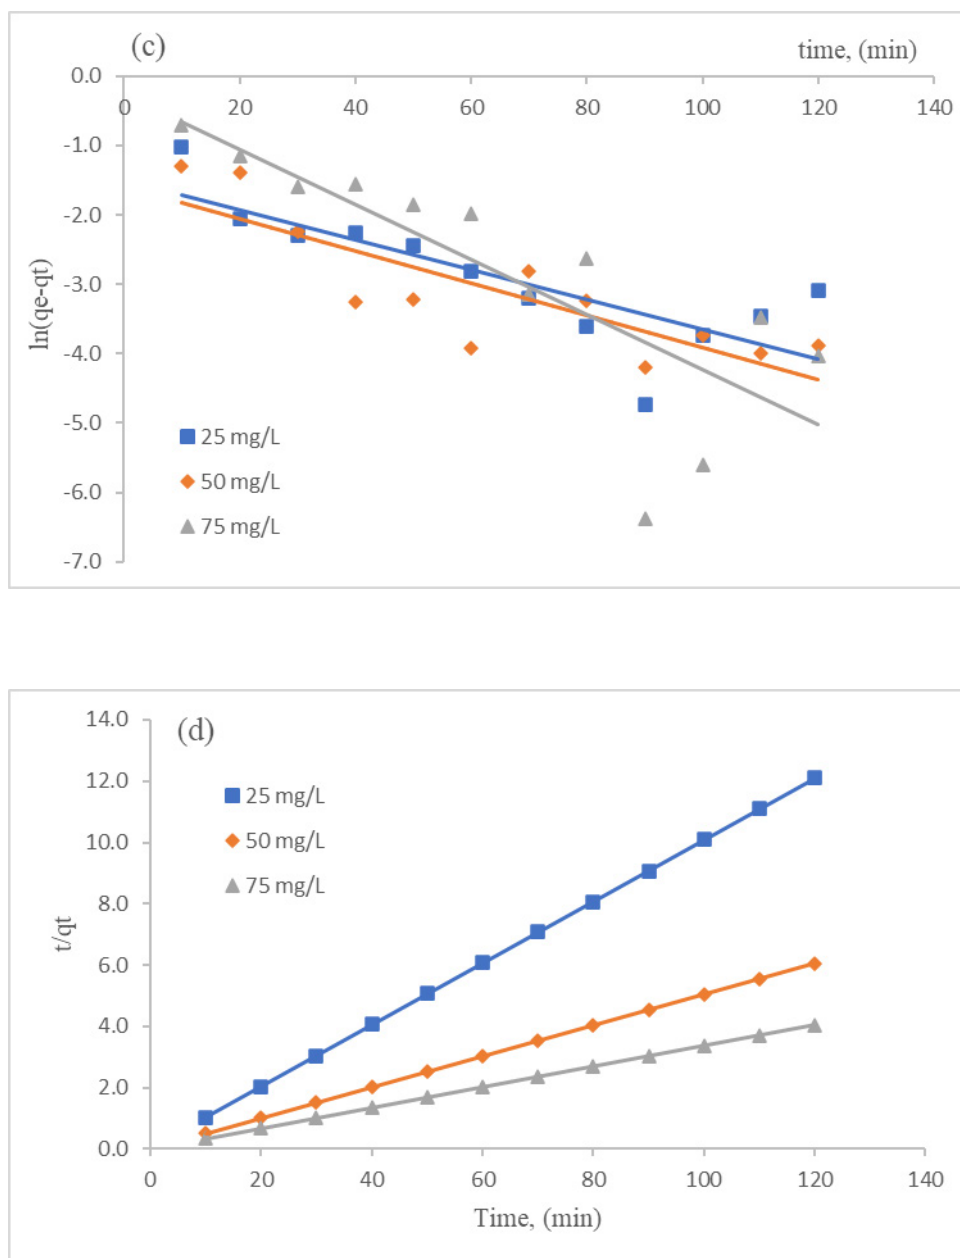 (c)
time, (min)
0.0
0 20 40 60 80 100 120 140
-1.0
-2.0
-3.0
-4.0
-5.0
-6.0
-7.0
ln(qe-qt)
25 mg/L
50 mg/L
75 mg/L
(d)
14.0
12.0
10.0
8.0
6.0
4.0
2.0
0.0
t/qt
25 mg/L
50 mg/L
75 mg/L
0 20 40 60 80 100 120 140
Time, (min)